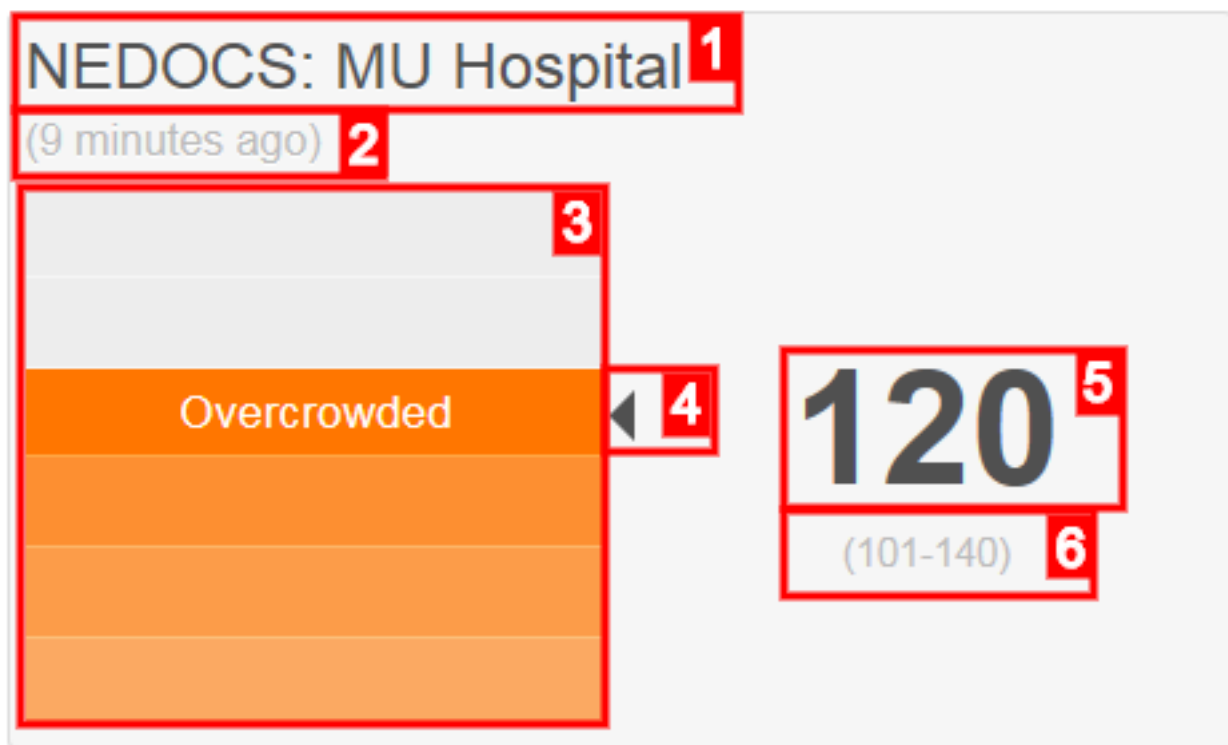 NEDOCS: MU Hospital 1
(9 minutes ago) 2
3
Overcrowded 4
120 5
(101-140) 6